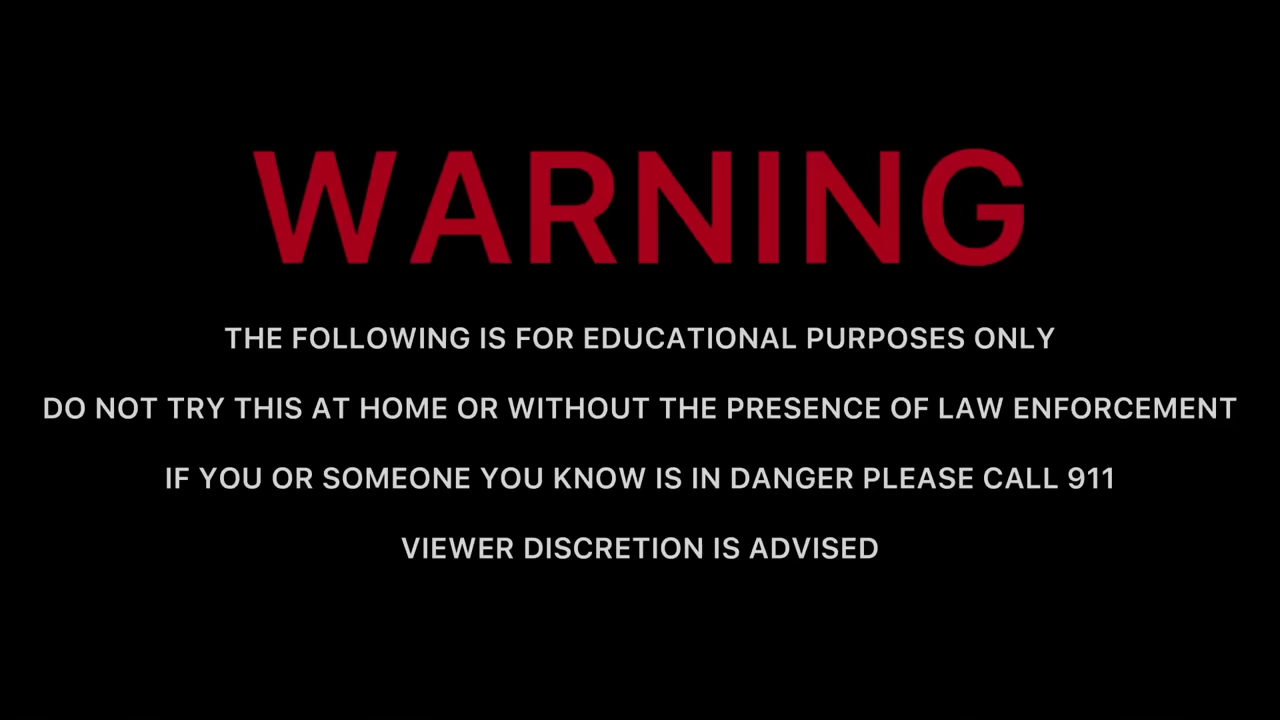 WARNING
THE FOLLOWING IS FOR EDUCATIONAL PURPOSES ONLY
DO NOT TRY THIS AT HOME OR WITHOUT THE PRESENCE OF LAW ENFORCEMENT
IF YOU OR SOMEONE YOU KNOW IS IN DANGER PLEASE CALL 911
VIEWER DISCRETION IS ADVISED